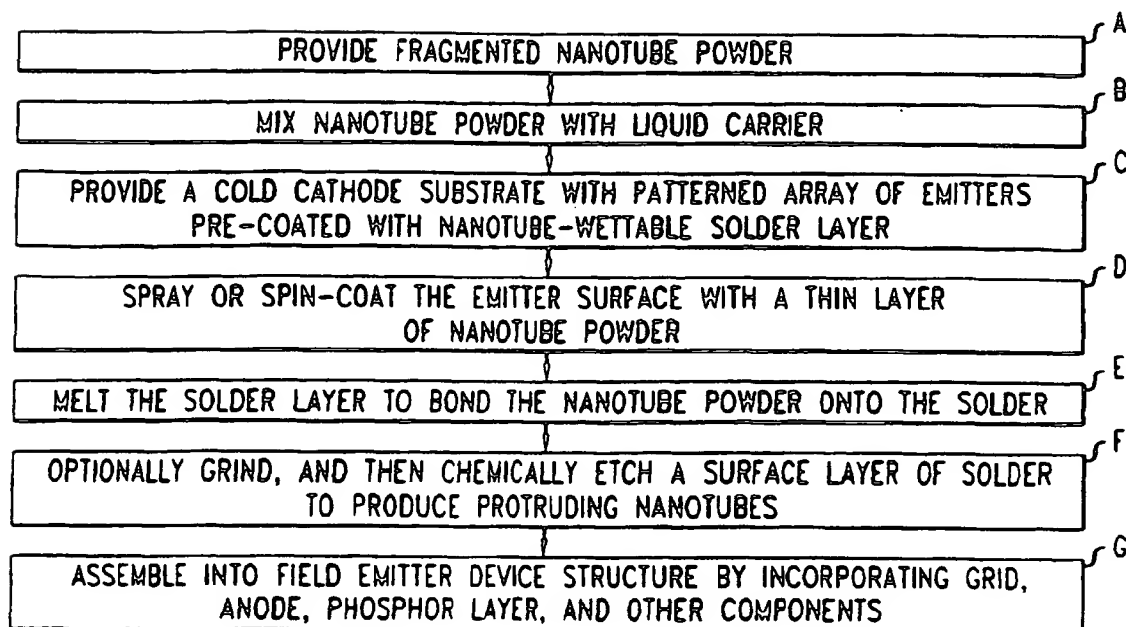 A
PROVIDE FRAGMENTED NANOTUBE POWDER
B
MIX NANOTUBE POWDER WITH LIQUID CARRIER
C
PROVIDE A COLD CATHODE SUBSTRATE WITH PATTERNED ARRAY OF EMITTERS
PRE-COATED WITH NANOTUBE-WETTABLE SOLDER LAYER
D
SPRAY OR SPIN-COAT THE EMITTER SURFACE WITH A THIN LAYER
OF NANOTUBE POWDER
E
MELT THE SOLDER LAYER TO BOND THE NANOTUBE POWDER ONTO THE SOLDER
F
OPTIONALLY GRIND, AND THEN CHEMICALLY ETCH A SURFACE LAYER OF SOLDER
TO PRODUCE PROTRUDING NANOTUBES
G
ASSEMBLE INTO FIELD EMITTER DEVICE STRUCTURE BY INCORPORATING GRID,
ANODE, PHOSPHOR LAYER, AND OTHER COMPONENTS